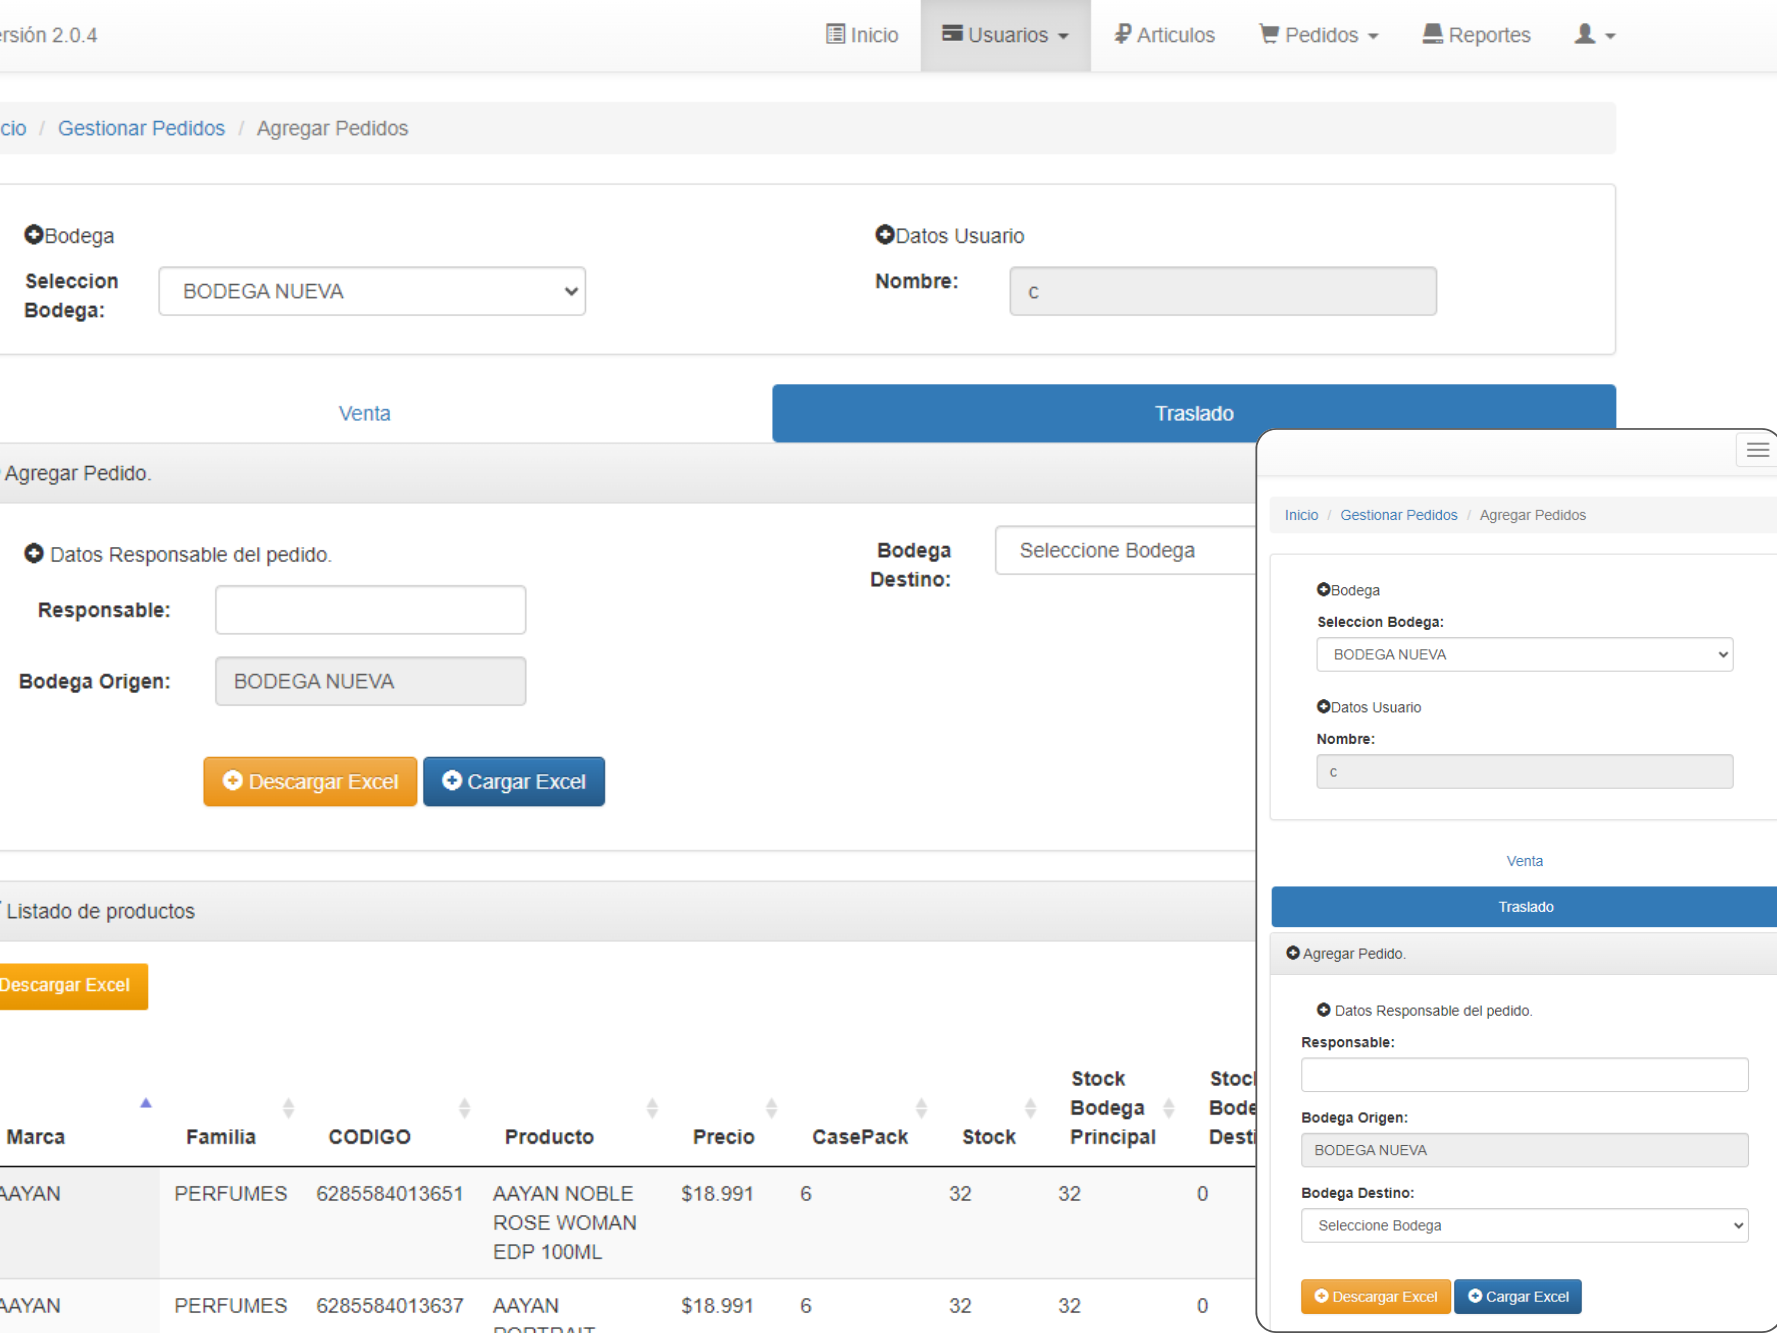 ersión 2.0.4
Inicio Usuarios Articulos Pedidos Reportes
cio / Gestionar Pedidos / Agregar Pedidos
Bodega
Seleccion
Bodega:
BODEGA NUEVA
Datos Usuario
Nombre:
c
Venta
Traslado
Agregar Pedido.
Datos Responsable del pedido.
Responsable:
Bodega Origen:
BODEGA NUEVA
Bodega
Destino:
Seleccione Bodega
Descargar Excel
Cargar Excel
Listado de productos
Descargar Excel
Marca Familia CODIGO Producto Precio CasePack Stock
Stock
Bodega
Principal
Stoc
Bode
Desti
AAYAN PERFUMES 6285584013651 AAYAN NOBLE $18.991 6 32 32 0
ROSE WOMAN
EDP 100ML
AAYAN PERFUMES 6285584013637 AAYAN $18.991 6 32 32 0
PORTRAIT
Inicio / Gestionar Pedidos / Agregar Pedidos
Bodega
Seleccion Bodega:
BODEGA NUEVA
Datos Usuario
Nombre:
c
Venta
Traslado
Agregar Pedido.
Datos Responsable del pedido.
Responsable:
Bodega Origen:
BODEGA NUEVA
Bodega Destino:
Seleccione Bodega
Descargar Excel
Cargar Excel